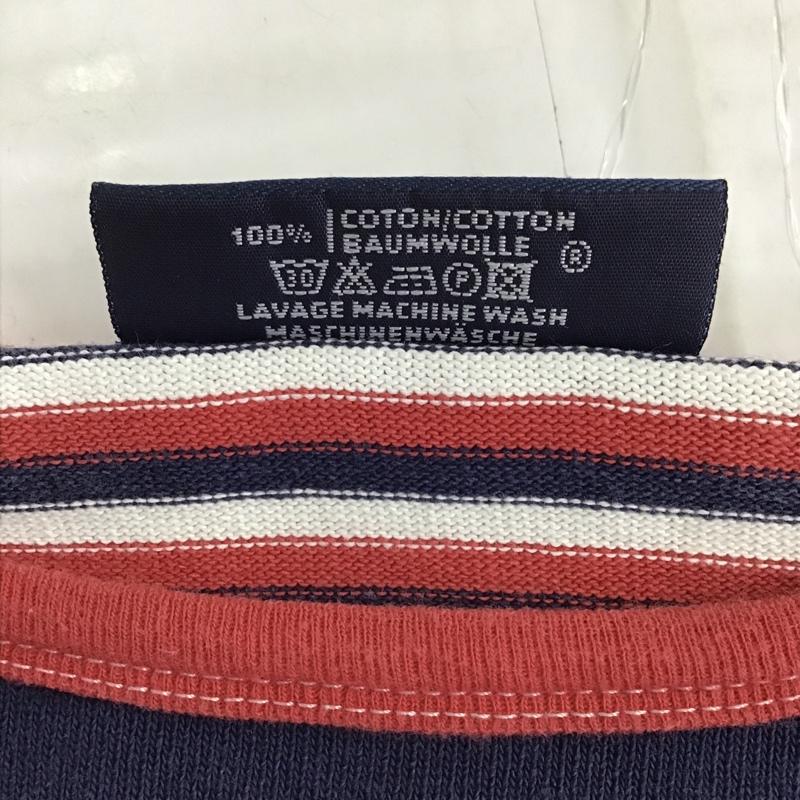 100% COTON/COTTON
BAUMWOLLE
30 P ®
LAVAGE MACHINE WASH
MASCHINENWÄSCHE